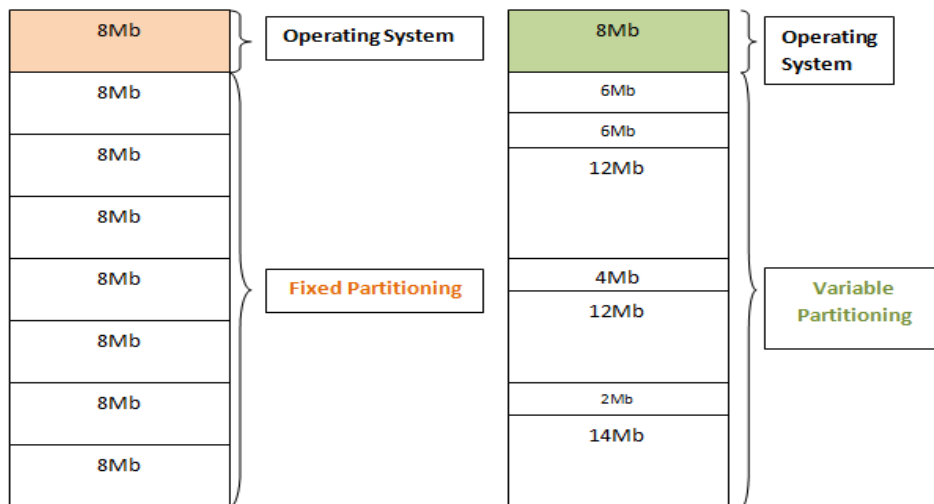 8Mb
Operating System
8Mb
8Mb
8Mb
8Mb
8Mb
8Mb
8Mb
Fixed Partitioning
8Mb
Operating
System
6Mb
6Mb
12Mb
4Mb
12Mb
2Mb
14Mb
Variable
Partitioning